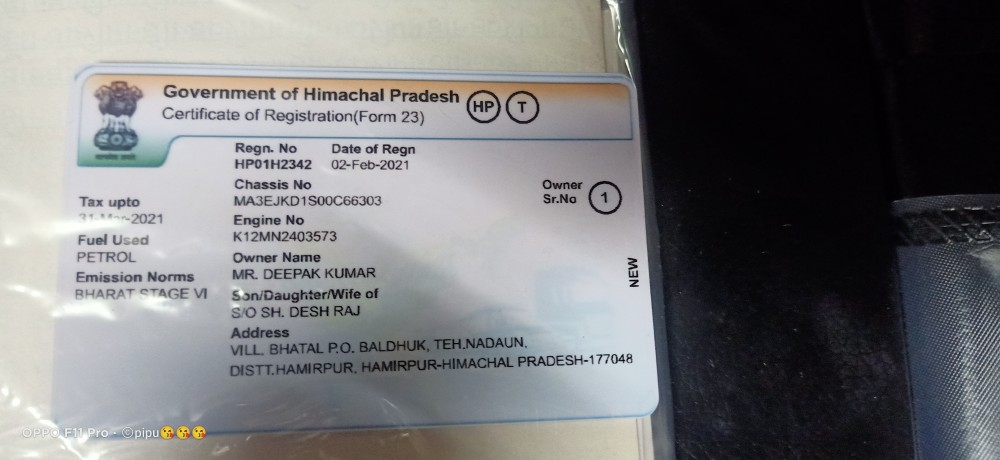 Government of Himachal Pradesh HP T
Certificate of Registration(Form 23)
Regn. No Date of Regn
HP01H2342 02-Feb-2021
Chassis No
MA3EJKD1S00C66303
Owner
Sr.No 1
Tax upto
31-Mar-2021
Engine No
K12MN2403573
Fuel Used
PETROL
Owner Name
MR. DEEPAK KUMAR
Emission Norms
BHARAT STAGE VI
Son/Daughter/Wife of
S/O SH. DESH RAJ
NEW
Address
VILL. BHATAL P.O. BALDHUK, TEH.NADAUN,
DISTT.HAMIRPUR, HAMIRPUR-HIMACHAL PRADESH-177048
OPPO F11 Pro · ©pipu😘😘😘